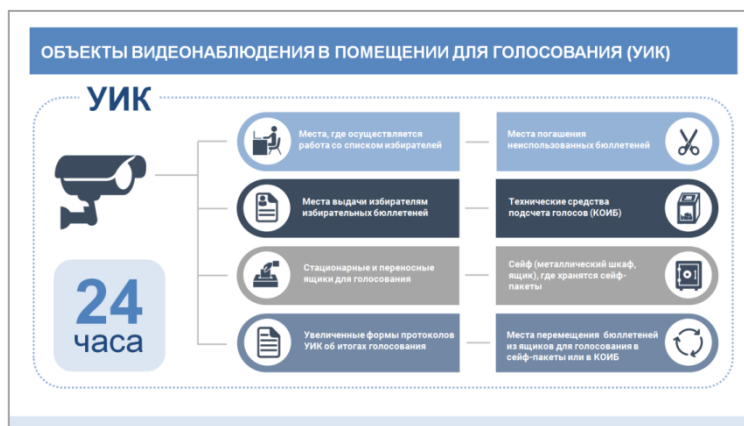 ОБЪЕКТЫ ВИДЕОНАБЛЮДЕНИЯ В ПОМЕЩЕНИИ ДЛЯ ГОЛОСОВАНИЯ (УИК)
УИК
24
часа
Места, где осуществляется
работа со списком избирателей
Места погашения
неиспользованных бюллетеней
Места выдачи избирателям
избирательных бюллетеней
Технические средства
подсчета голосов (КОИБ)
Стационарные и переносные
ящики для голосования
Сейф (металлический шкаф,
ящик), где хранятся сейф-
пакеты
Увеличенные формы протоколов
УИК об итогах голосования
Места перемещения бюллетеней
из ящиков для голосования в
сейф-пакеты или в КОИБ